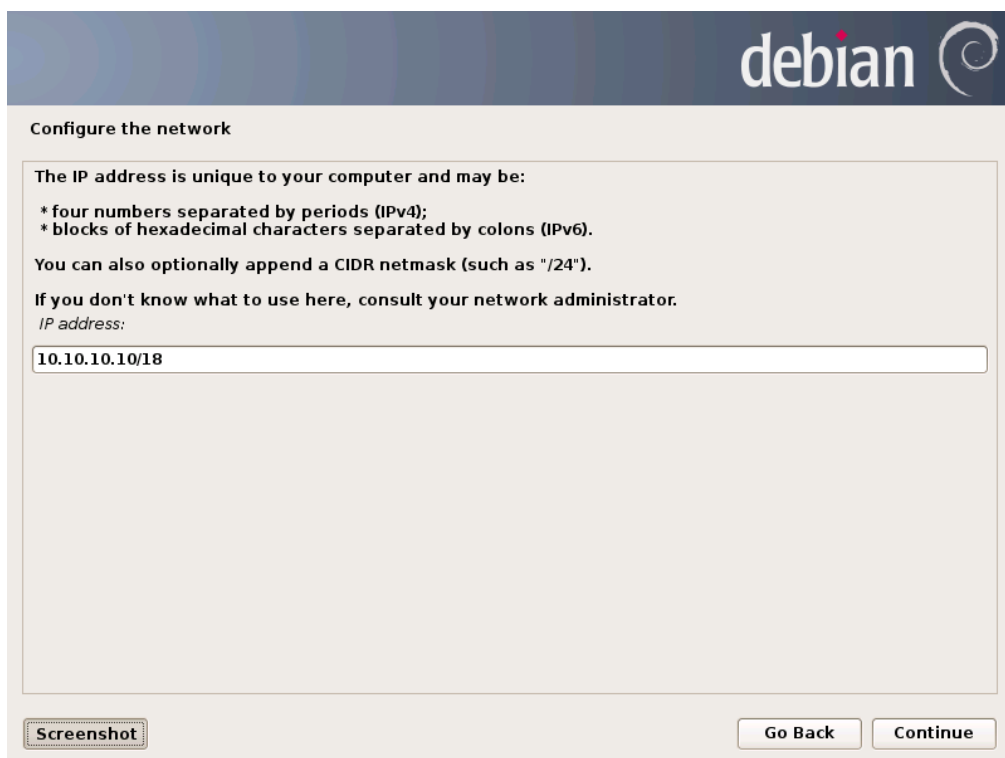 debian
Configure the network
The IP address is unique to your computer and may be:
* four numbers separated by periods (IPv4);
* blocks of hexadecimal characters separated by colons (IPv6).
You can also optionally append a CIDR netmask (such as "/24").
If you don't know what to use here, consult your network administrator.
IP address:
10.10.10.10/18
Screenshot
Go Back
Continue